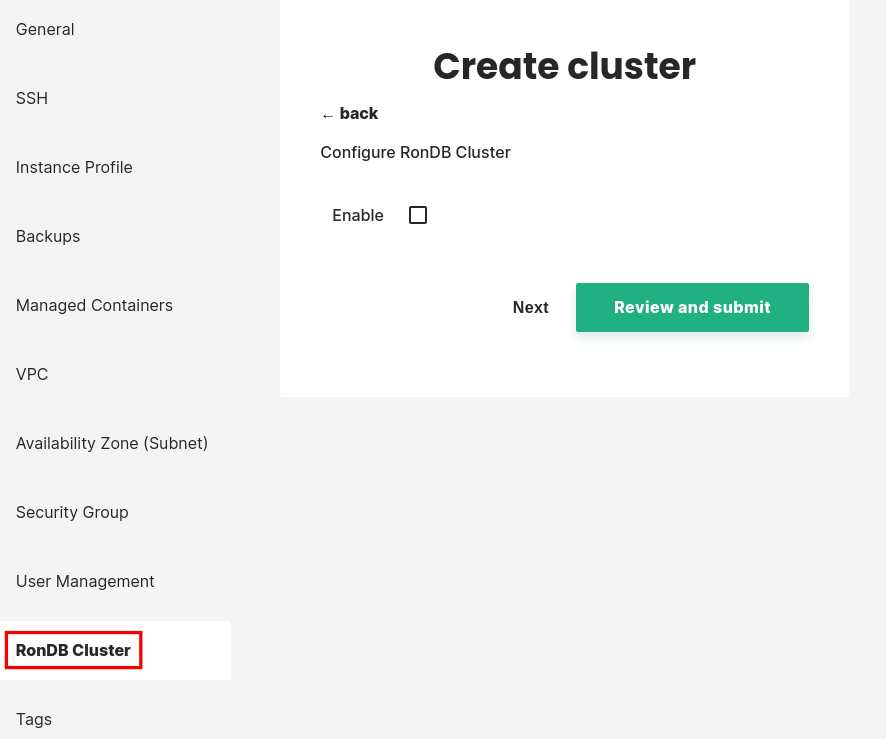 General
SSH
Instance Profile
Backups
Managed Containers
VPC
Availability Zone (Subnet)
Security Group
User Management
RonDB Cluster
Tags
Create cluster
← back
Configure RonDB Cluster
Enable
Next Review and submit